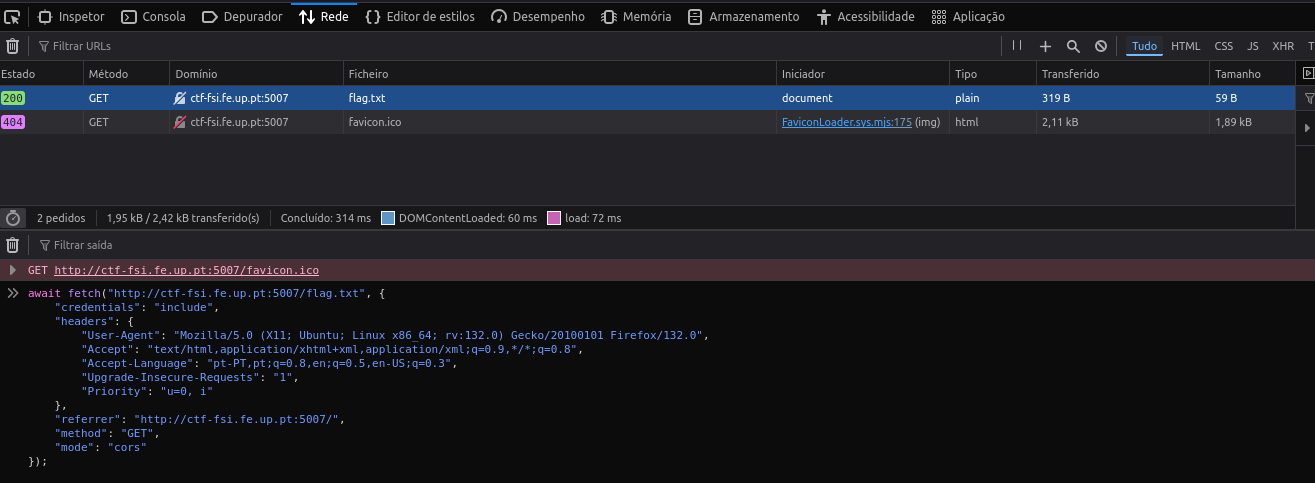 Inspetor Consola Depurador Rede Editor de estilos Desempenho Memória Armazenamento Acessibilidade Aplicação
Filtrar URLs Tudo HTML CSS JS XHR
Estado Método Domínio Ficheiro Iniciador Tipo Transferido Tamanho
200 GET ctf-fsi.fe.up.pt:5007 flag.txt document plain 319 B 59 B
404 GET ctf-fsi.fe.up.pt:5007 favicon.ico FaviconLoader.sys.mjs:175 (img) html 2,11 kB 1,89 kB
2 pedidos 1,95 kB / 2,42 kB transferido(s) Concluído: 314 ms DOMContentLoaded: 60 ms load: 72 ms
Filtrar saída
GET http://ctf-fsi.fe.up.pt:5007/favicon.ico
await fetch("http://ctf-fsi.fe.up.pt:5007/flag.txt", {
"credentials": "include",
"headers": {
"User-Agent": "Mozilla/5.0 (X11; Ubuntu; Linux x86_64; rv:132.0) Gecko/20100101 Firefox/132.0",
"Accept": "text/html,application/xhtml+xml,application/xml;q=0.9,*/*;q=0.8",
"Accept-Language": "pt-PT,pt;q=0.8,en;q=0.5,en-US;q=0.3",
"Upgrade-Insecure-Requests": "1",
"Priority": "u=0, i"
},
"referrer": "http://ctf-fsi.fe.up.pt:5007/",
"method": "GET",
"mode": "cors"
});